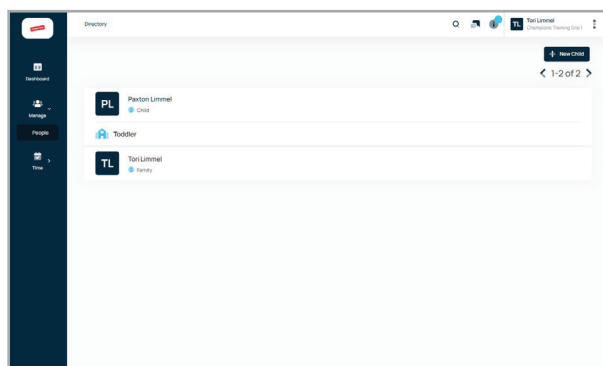 Directory
TL
Tori Limmel
Champions Training Site 1
New Child
1-2 of 2
Dashboard
Manage
People
Time
PL
Paxton Limmel
Child
Toddler
TL
Tori Limmel
Family